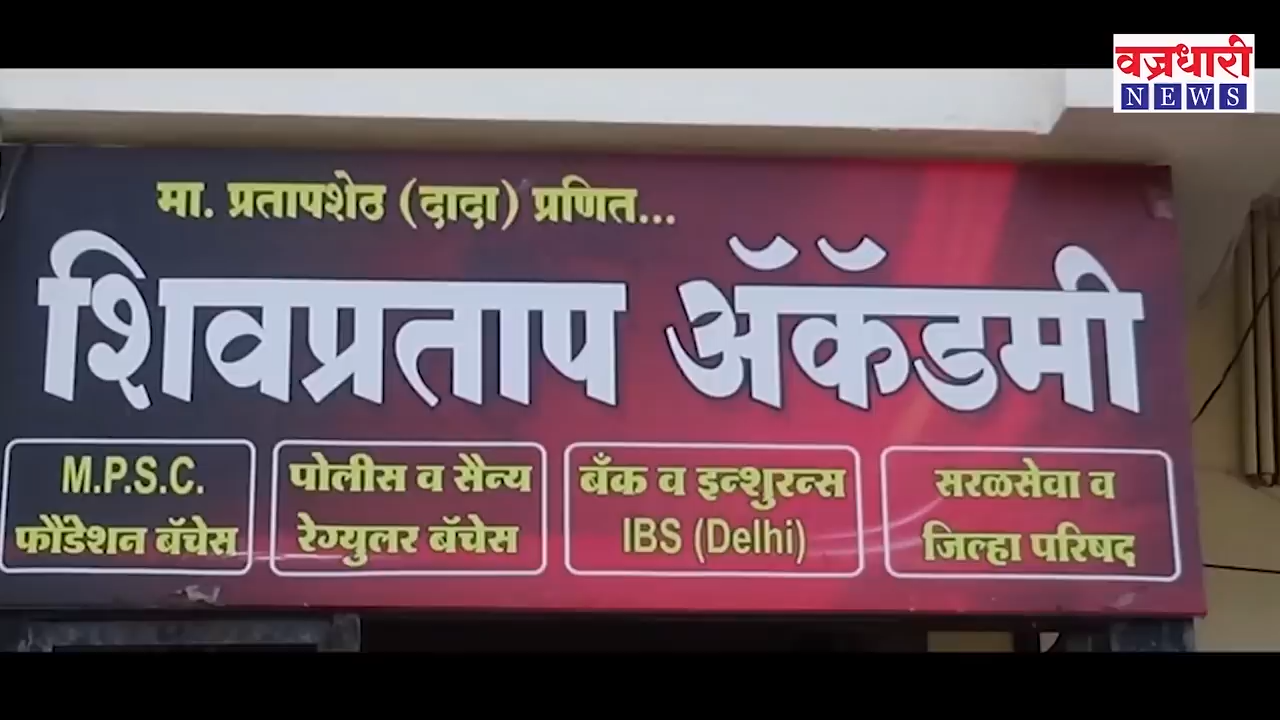 वज्रधारी
NEWS
मा. प्रतापशेठ (दादा) प्रणित...
शिवप्रताप ॲकॅडमी
M.P.S.C.
फौंडेशन बॅचेस
पोलीस व सैन्य
रेग्युलर बॅचेस
बँक व इन्शुरन्स
IBS (Delhi)
सरळसेवा व
जिल्हा परिषद